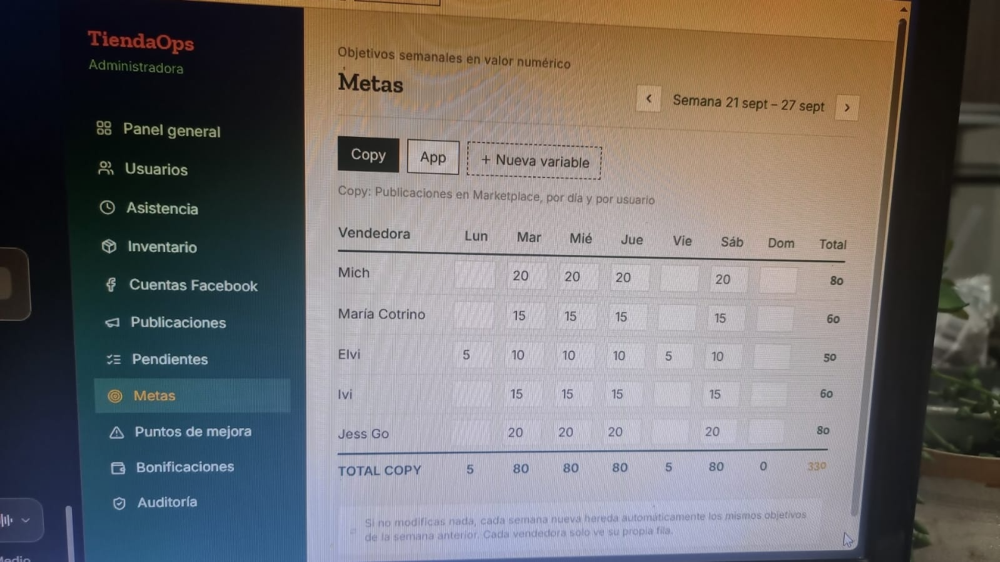 TiendaOps
Administradora
Panel general
Usuarios
Asistencia
Inventario
Cuentas Facebook
Publicaciones
Pendientes
Metas
Puntos de mejora
Bonificaciones
Auditoría
Objetivos semanales en valor numérico
Metas
< Semana 21 sept – 27 sept >
Copy App + Nueva variable
Copy: Publicaciones en Marketplace, por día y por usuario
Vendedora Lun Mar Mié Jue Vie Sáb Dom Total
Mich 20 20 20 20 80
María Cotrino 15 15 15 15 60
Elvi 5 10 10 10 5 10 50
Ivi 15 15 15 15 60
Jess Go 20 20 20 20 80
TOTAL COPY 5 80 80 80 5 80 0 330
Si no modificas nada, cada semana nueva hereda automáticamente los mismos objetivos
de la semana anterior. Cada vendedora solo ve su propia fila.
Medio